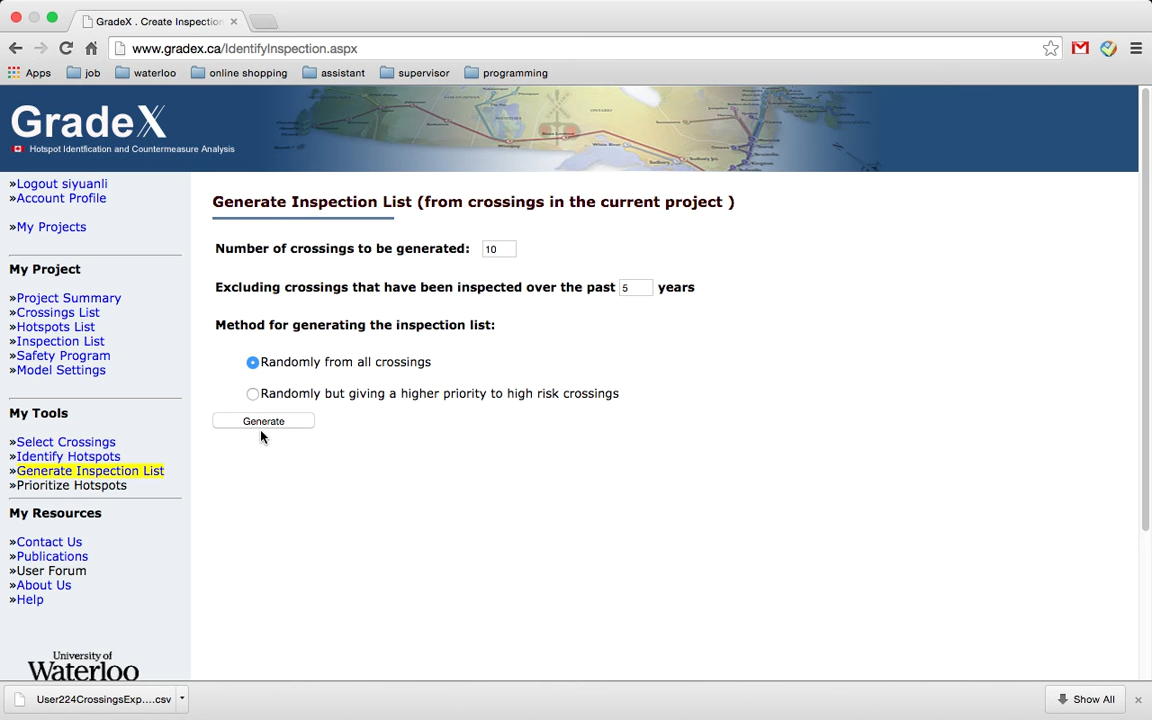 GradeX . Create Inspection
www.gradex.ca/IdentifyInspection.aspx
Apps job waterloo online shopping assistant supervisor programming
GradeX
Hotspot Identfication and Countermeasure Analysis
»Logout siyuanli
»Account Profile
»My Projects
My Project
»Project Summary
»Crossings List
»Hotspots List
»Inspection List
»Safety Program
»Model Settings
My Tools
»Select Crossings
»Identify Hotspots
»Generate Inspection List
»Prioritize Hotspots
My Resources
»Contact Us
»Publications
»User Forum
»About Us
»Help
University of
Waterloo
Generate Inspection List (from crossings in the current project )
Number of crossings to be generated: 10
Excluding crossings that have been inspected over the past 5 years
Method for generating the inspection list:
Randomly from all crossings
Randomly but giving a higher priority to high risk crossings
Generate
User224CrossingsExp....csv
Show All